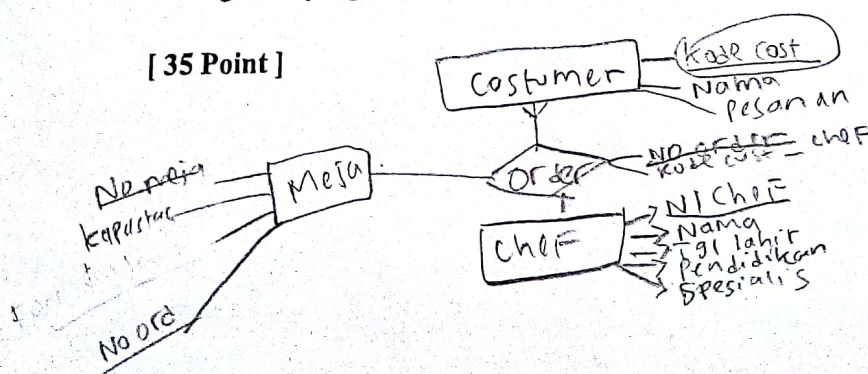 [ 35 Point ]
Costumer
Kode Cost
Nama
Pesanan
Meja
No meja
kapasitas
No ord
Order
No order
kode cust - chef
Chef
NI Chef
Nama
Tgl lahir
Pendidikan
Spesialis